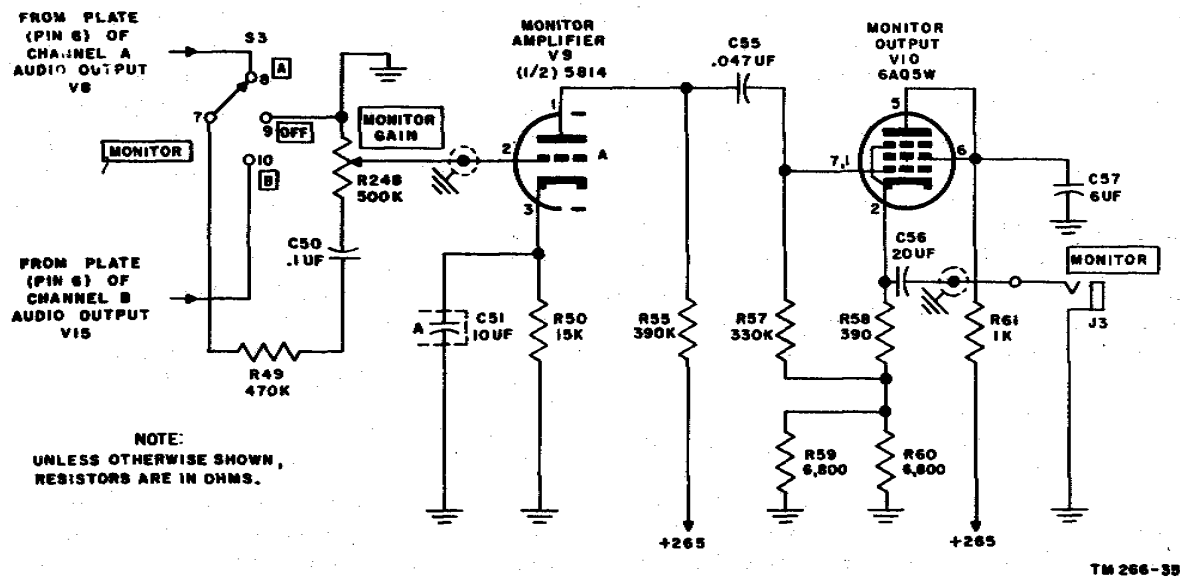 FROM PLATE
(PIN 6) OF
CHANNEL A
AUDIO OUTPUT
V8
S3
A
8
7
9
OFF
10
B
MONITOR
FROM PLATE
(PIN 6) OF
CHANNEL B
AUDIO OUTPUT
V15
MONITOR
GAIN
R248
500K
C50
.1UF
R49
470K
MONITOR
AMPLIFIER
V9
(1/2) 5814
1
2
A
3
A
C51
10UF
R50
15K
R55
390K
+265
C55
.047UF
MONITOR
OUTPUT
V10
6AQ5W
5
7,1
6
2
C57
6UF
C56
20UF
MONITOR
J3
R57
330K
R58
390
R61
1K
R59
6,800
R60
6,800
+265
NOTE:
UNLESS OTHERWISE SHOWN,
RESISTORS ARE IN OHMS.
TM 266-35